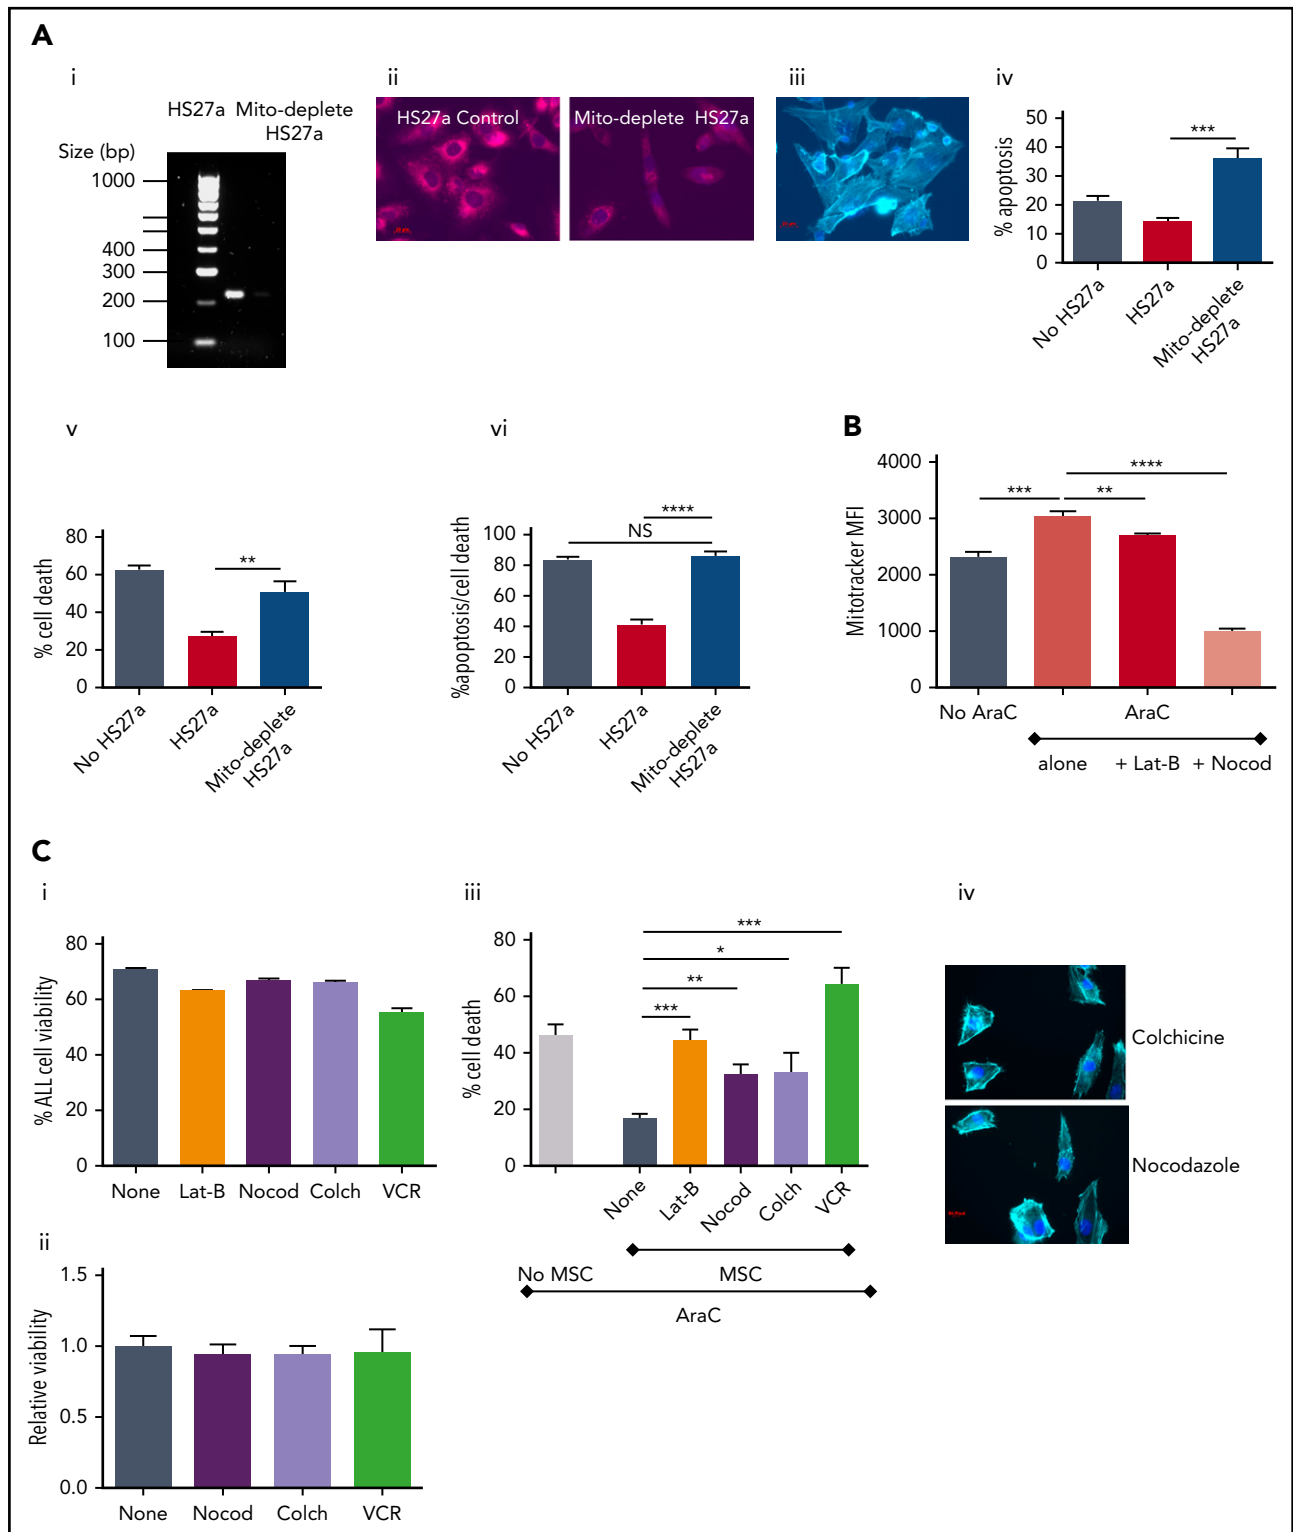 A
i
HS27a Mito-deplete
HS27a
Size (bp)
1000
400
300
200
100
ii
HS27a Control
Mito-deplete HS27a
iii
iv
% apoptosis
50
40
30
20
10
0
***
No HS27a
HS27a
Mito-deplete
HS27a
v
% cell death
80
60
40
20
0
**
No HS27a
HS27a
Mito-deplete
HS27a
vi
%apoptosis/cell death
100
80
60
40
20
0
****
NS
No HS27a
HS27a
Mito-deplete
HS27a
B
Mitotracker MFI
4000
3000
2000
1000
0
****
***
**
No AraC
AraC
alone + Lat-B + Nocod
C
i
% ALL cell viability
80
60
40
20
0
None Lat-B Nocod Colch VCR
ii
Relative viability
1.5
1.0
0.5
0.0
None Nocod Colch VCR
iii
% cell death
80
60
40
20
0
***
*
**
***
None
Lat-B
Nocod
Colch
VCR
No MSC
MSC
AraC
iv
Colchicine
Nocodazole